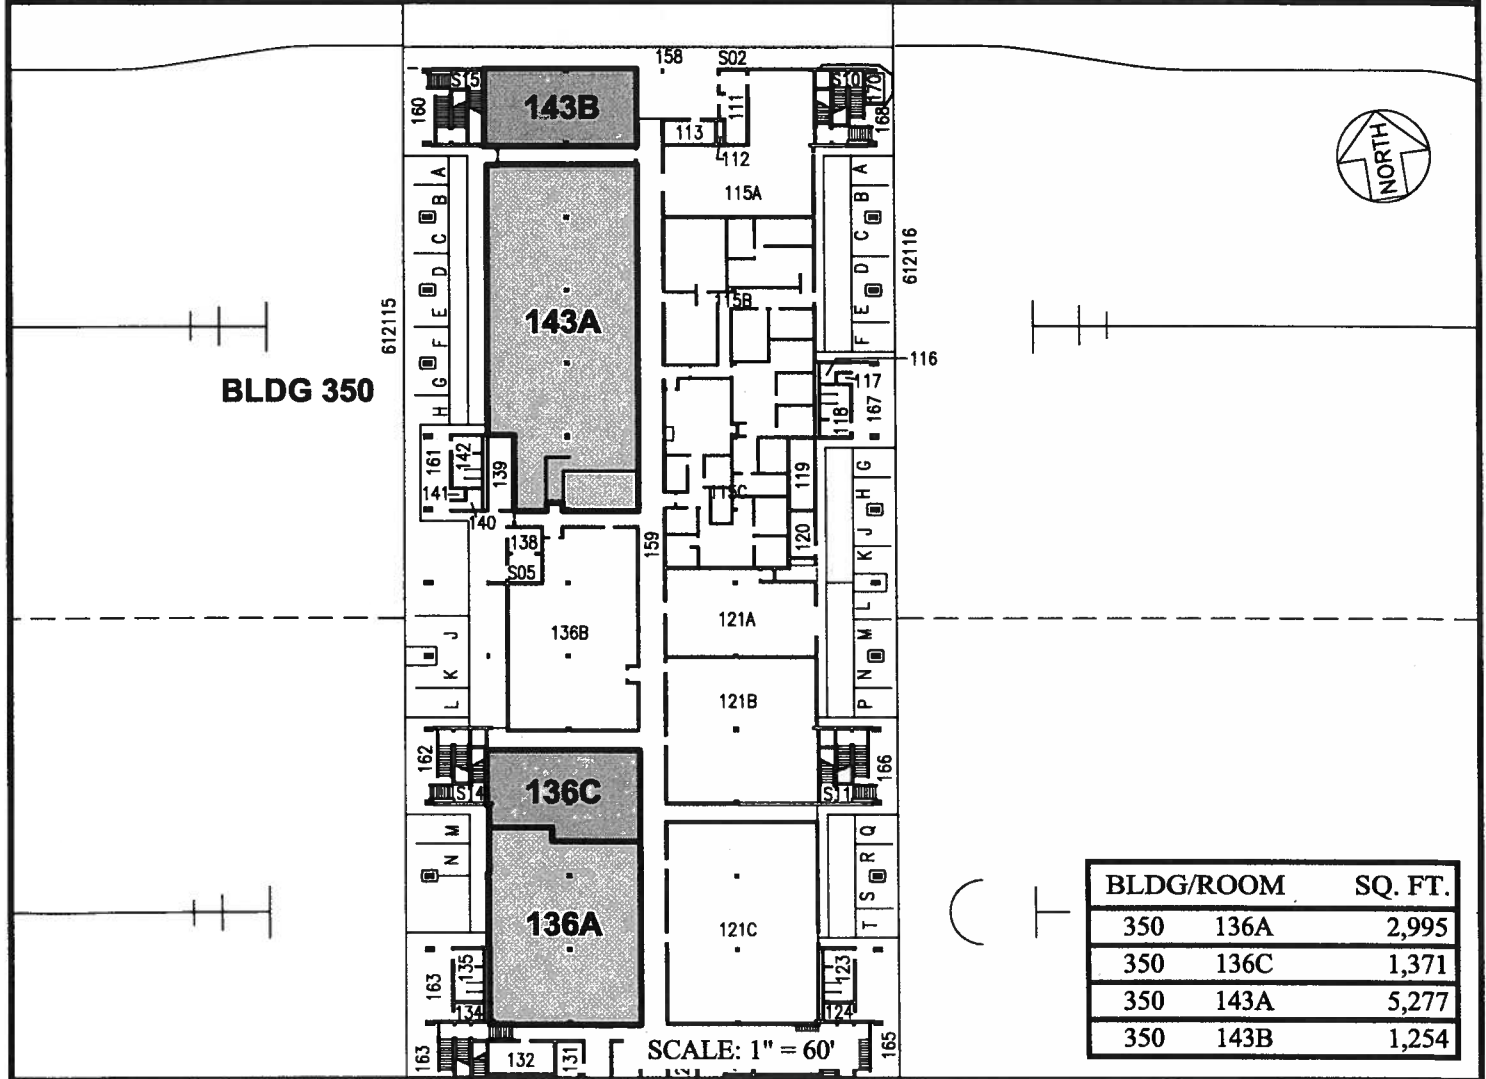 158
S02
S15
S10
170
160
143B
111
168
113
112
NORTH
115A
A
B
C
D
E
F
G
H
A
B
C
D
E
F
612115
612116
143A
115B
116
117
118
167
BLDG 350
161
142
139
141
140
119
G
H
J
K
L
M
N
P
115C
120
138
S05
159
136B
121A
121B
J
K
L
162
S14
136C
S11
166
M
N
Q
R
S
T
136A
121C
163
135
134
123
124
163
132
131
165
SCALE: 1" = 60'
BLDG/ROOM SQ. FT.
350 136A 2,995
350 136C 1,371
350 143A 5,277
350 143B 1,254